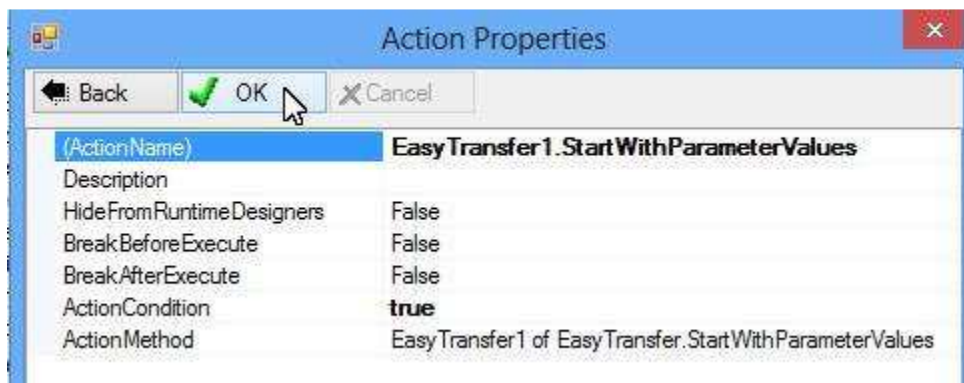 Action Properties
Back OK Cancel
(ActionName) EasyTransfer1.StartWithParameterValues
Description
HideFromRuntimeDesigners False
BreakBeforeExecute False
BreakAfterExecute False
ActionCondition true
ActionMethod EasyTransfer1 of EasyTransfer.StartWithParameterValues